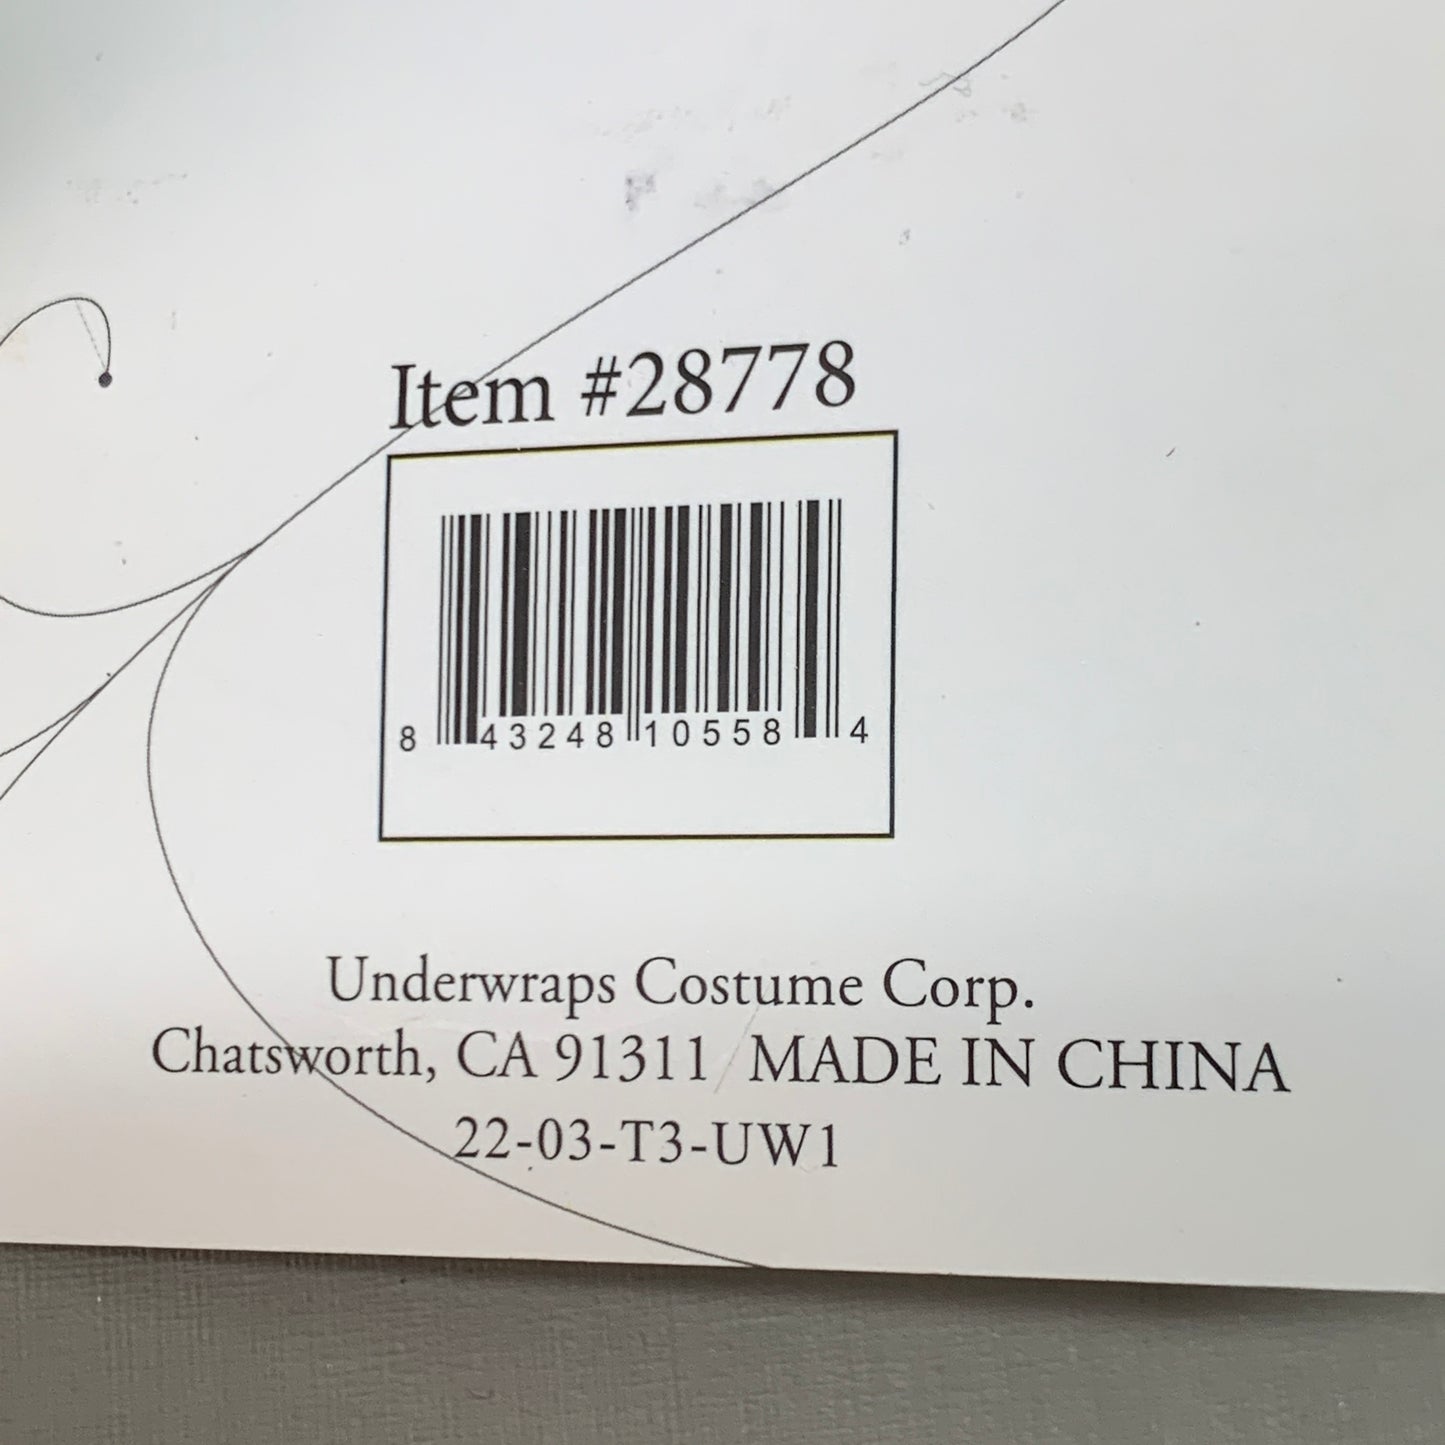 Item #28778
8 43248 10558 4
Underwraps Costume Corp.
Chatsworth, CA 91311 MADE IN CHINA
22-03-T3-UW1